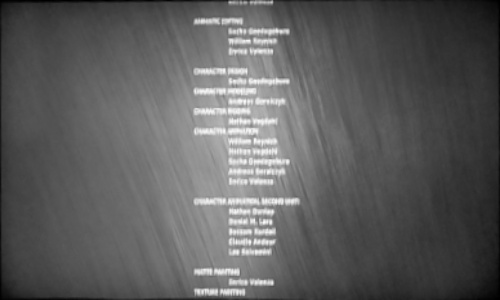 ANIMATIC EDITING
Sacha Goedegebure
William Reynish
Enrico Valenza
CHARACTER DESIGN
Sacha Goedegebure
CHARACTER MODELING
Andreas Goralczyk
CHARACTER RIGGING
Nathan Vegdahl
CHARACTER ANIMATION
William Reynish
Nathan Vegdahl
Sacha Goedegebure
Andreas Goralczyk
Enrico Valenza
CHARACTER ANIMATION, SECOND UNIT
Nathan Dunlap
Daniel M. Lara
Bassam Kurdali
Claudio Andaur
Lee Salvemini
MATTE PAINTING
Enrico Valenza
TEXTURE PAINTING